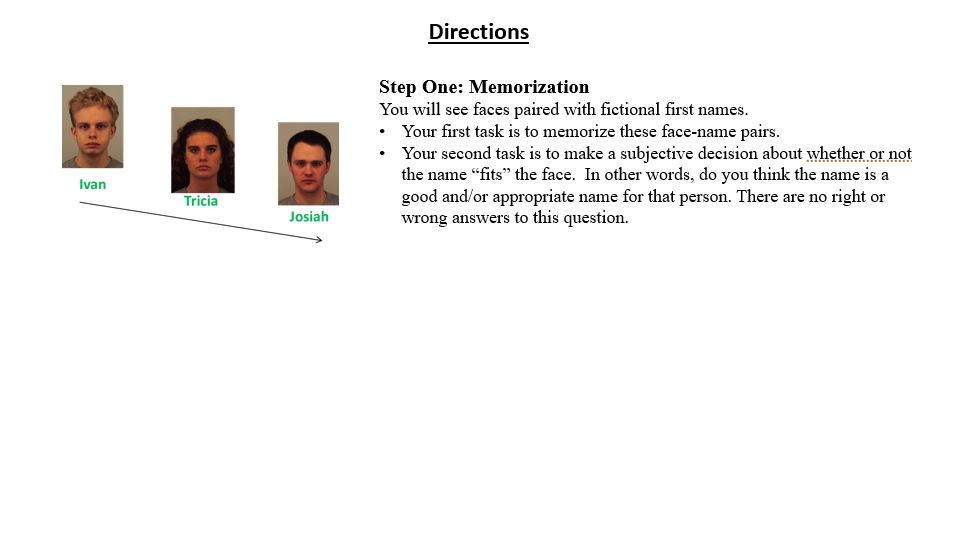 Directions
Ivan
Tricia
Josiah
Step One: Memorization
You will see faces paired with fictional first names.
• Your first task is to memorize these face-name pairs.
• Your second task is to make a subjective decision about whether or not
the name “fits” the face.  In other words, do you think the name is a
good and/or appropriate name for that person. There are no right or
wrong answers to this question.